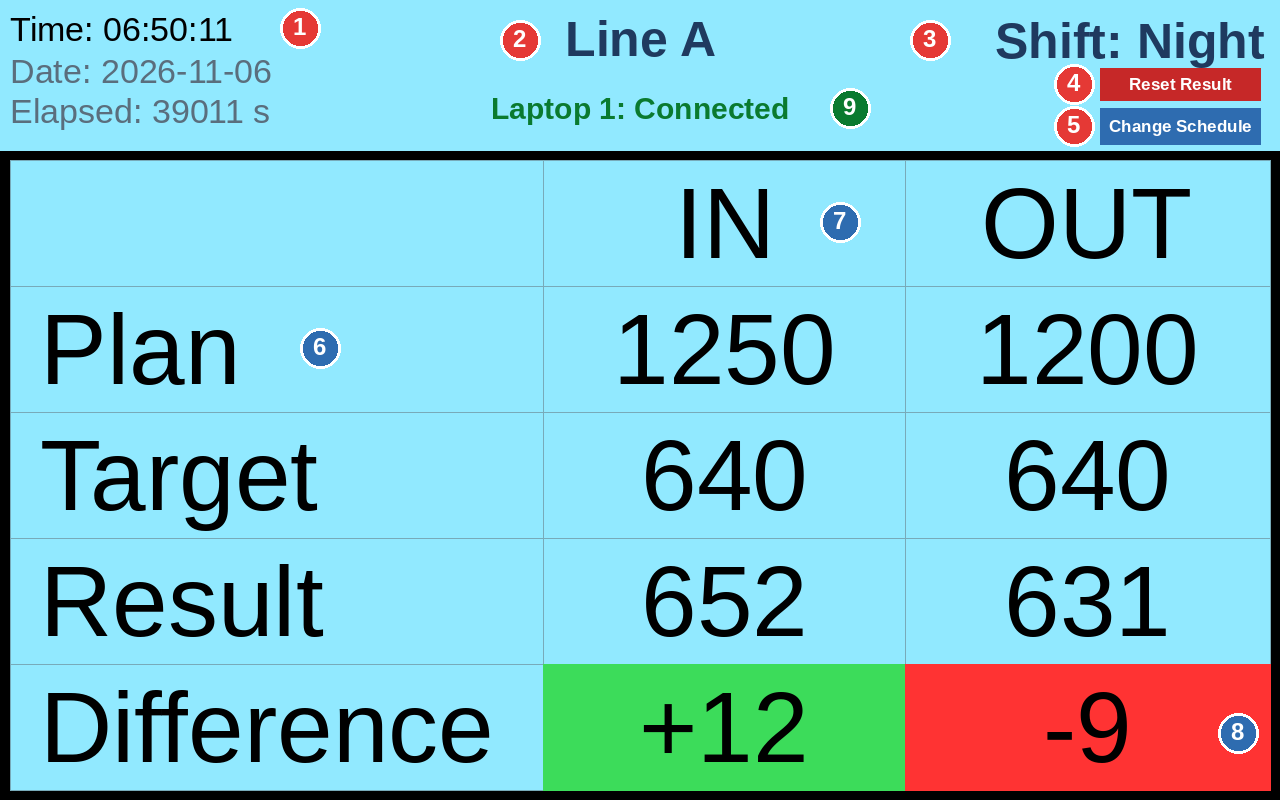 Time: 06:50:11 1
Date: 2026-11-06
Elapsed: 39011 s
2 Line A
Laptop 1: Connected 9
3 Shift: Night
4 Reset Result
5 Change Schedule
IN 7 OUT
Plan 6 1250 1200
Target 640 640
Result 652 631
Difference +12 -9 8